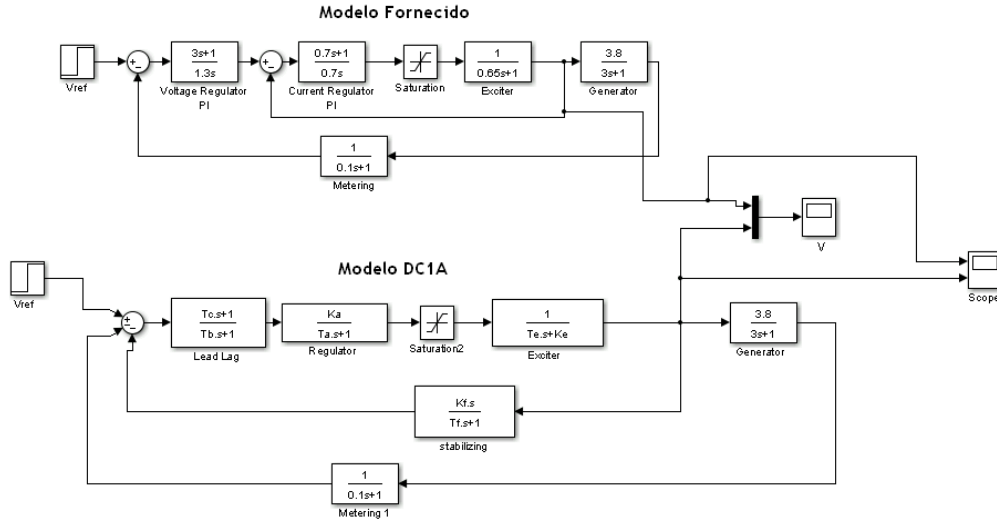 Modelo Fornecido
Vref
+-
3s+1
1.3s
Voltage Regulator
PI
+-
0.7s+1
0.7s
Current Regulator
PI
Saturation
1
0.65s+1
Exciter
3.8
3s+1
Generator
1
0.1s+1
Metering
V
Scope
Modelo DC1A
Vref
+--
Tc.s+1
Tb.s+1
Lead Lag
Ka
Ta.s+1
Regulator
Saturation2
1
Te.s+Ke
Exciter
3.8
3s+1
Generator
Kf.s
Tf.s+1
stabilizing
1
0.1s+1
Metering 1